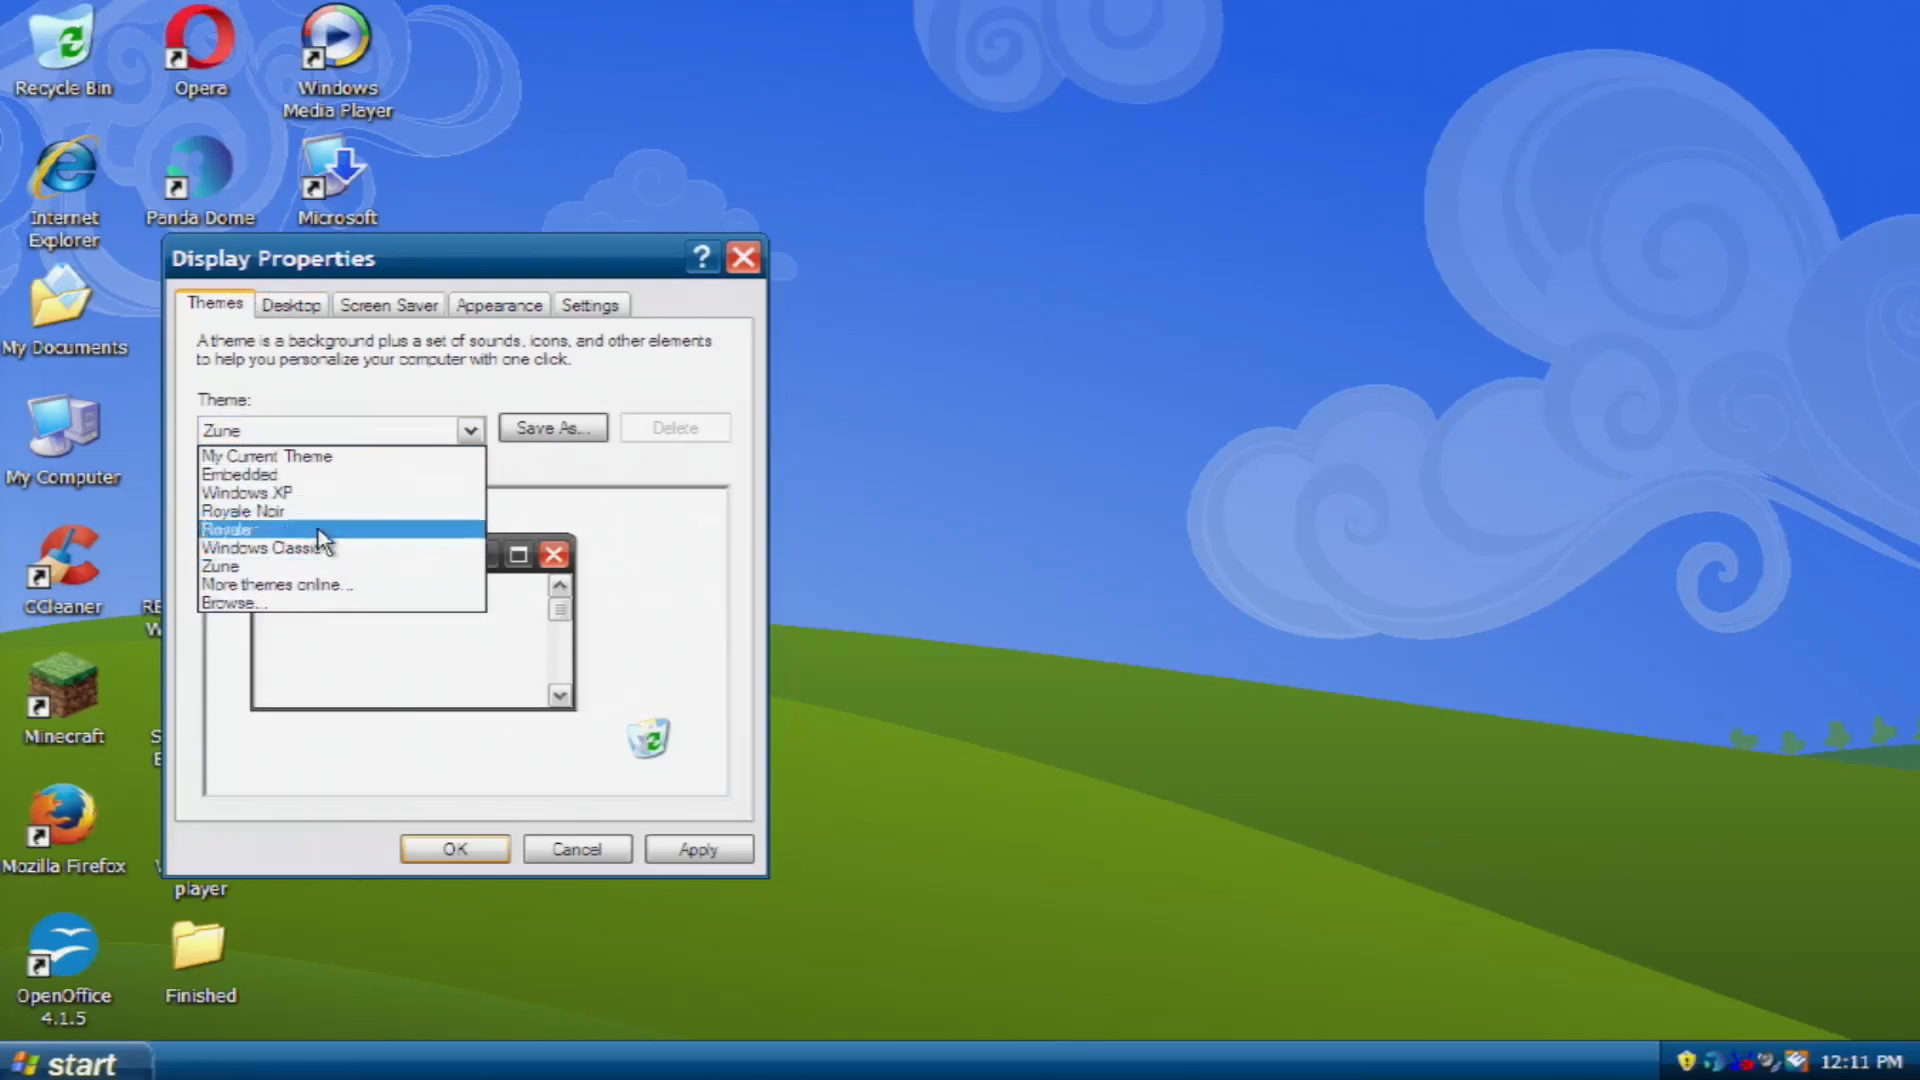 Recycle Bin
Opera
Windows
Media Player
Internet
Explorer
Panda Dome
Microsoft
My Documents
My Computer
CCleaner
RE
W
Minecraft
S
E
Mozilla Firefox
player
OpenOffice
4.1.5
Finished
Display Properties
?
Themes
Desktop
Screen Saver
Appearance
Settings
A theme is a background plus a set of sounds, icons, and other elements
to help you personalize your computer with one click.
Theme:
Zune
Save As...
Delete
My Current Theme
Embedded
Windows XP
Royale Noir
Royale
Windows Classic
Zune
More themes online...
Browse...
OK
Cancel
Apply
start
12:11 PM